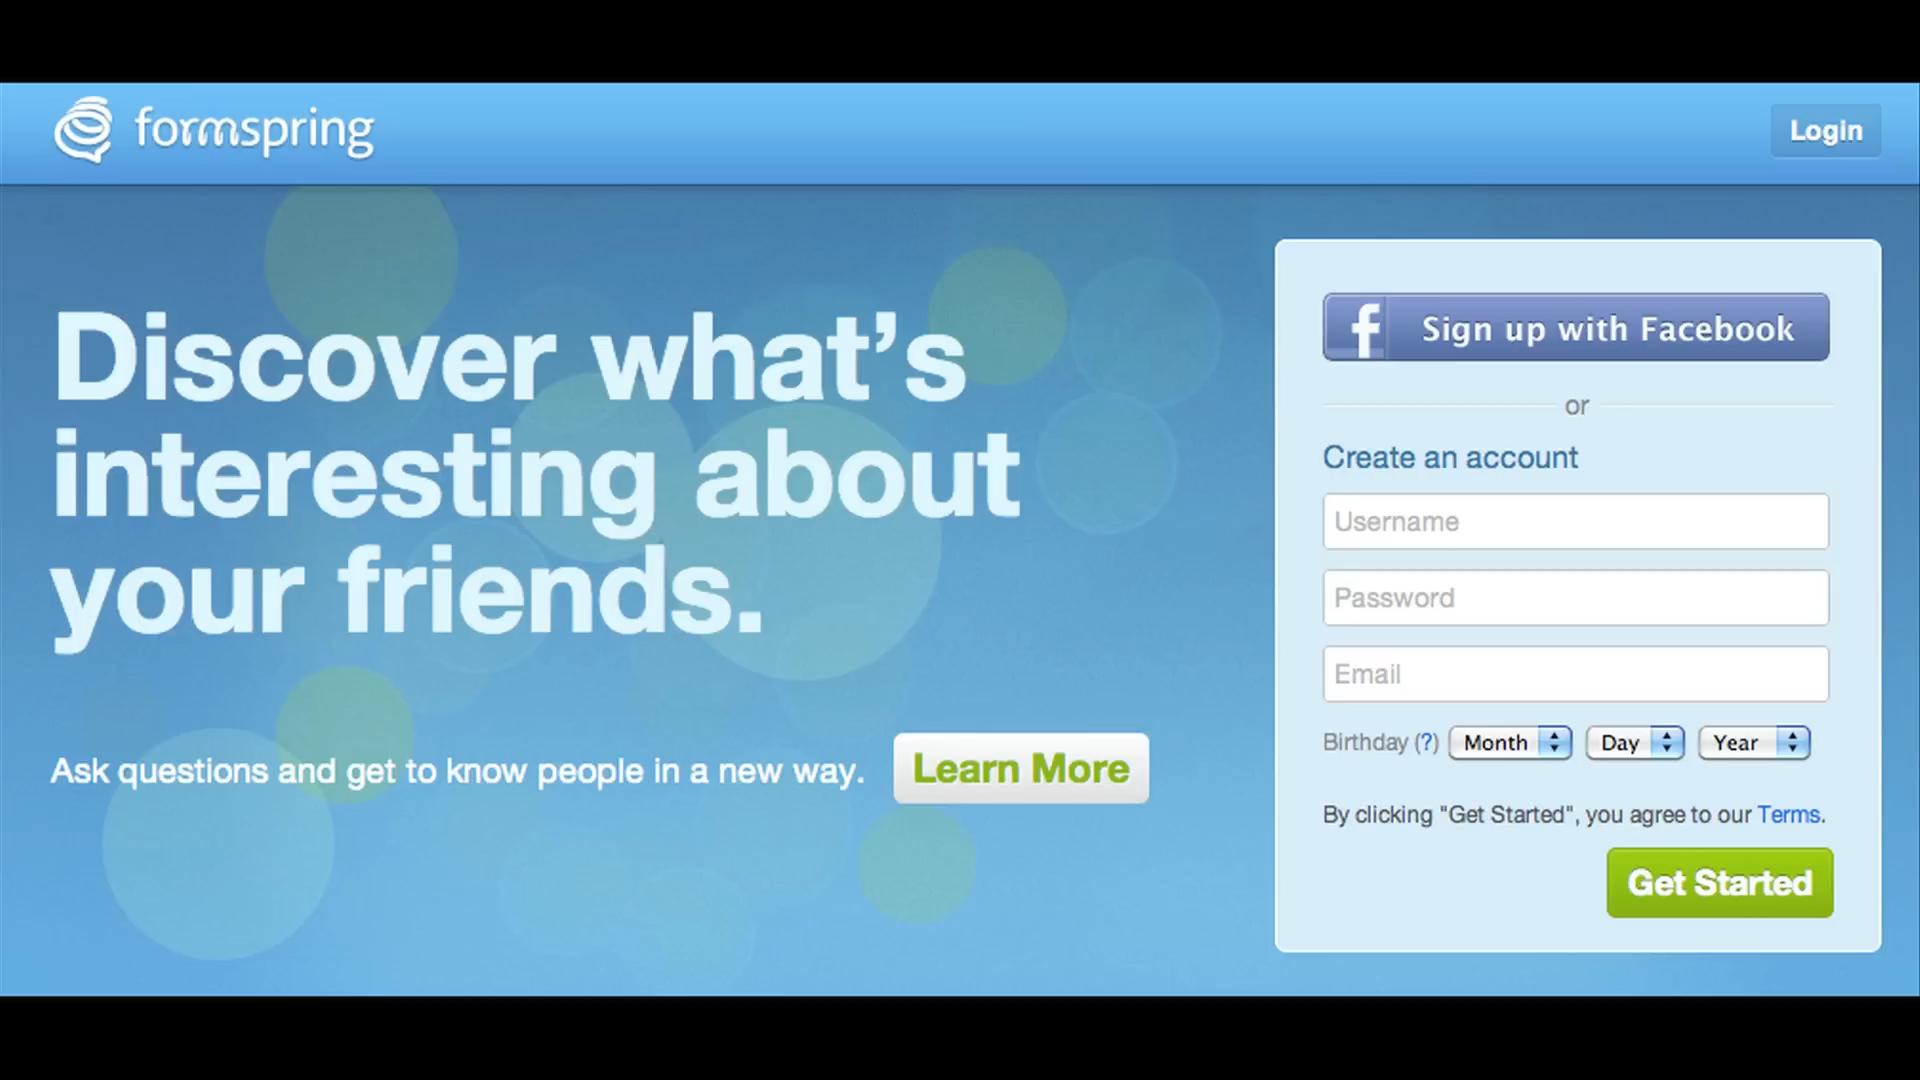 formspring
Login
Discover what's
interesting about
your friends.
Ask questions and get to know people in a new way.
Learn More
f Sign up with Facebook
or
Create an account
Username
Password
Email
Birthday (?) Month Day Year
By clicking "Get Started", you agree to our Terms.
Get Started